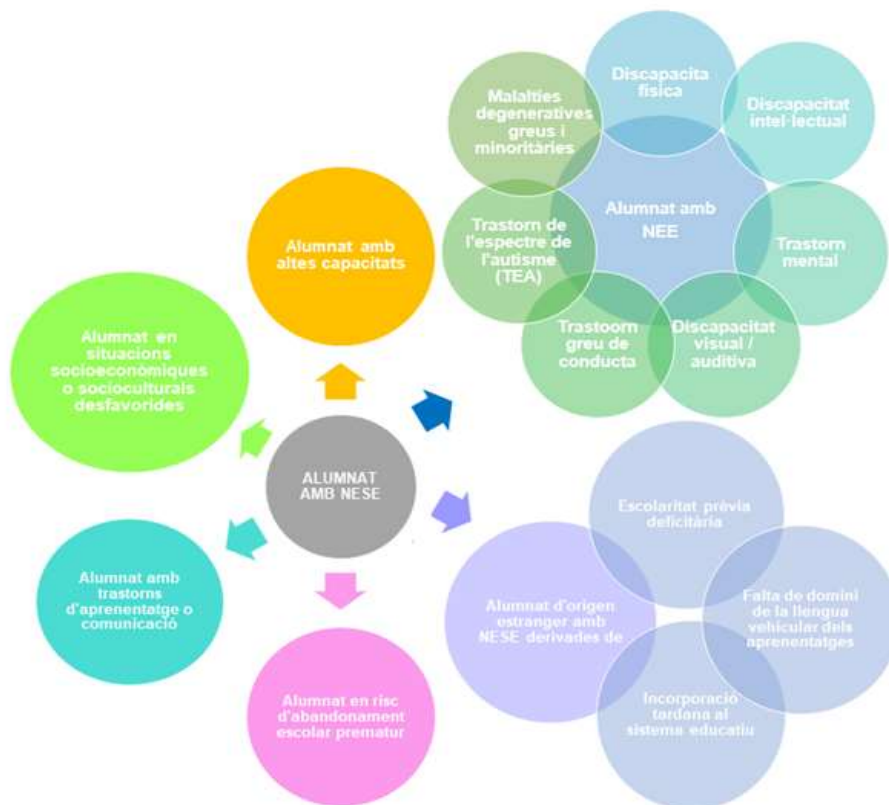 Discapacita
física
Malalties
degeneratives
greus i
minoritàries
Discapacitat
intel·lectual
Alumnat amb
NEE
Alumnat amb
altes capacitats
Trastorn de
l'espectre de
l'autisme
(TEA)
Trastorn
mental
Trastoorn
greu de
conducta
Discapacitat
visual /
auditiva
Alumnat en
situacions
socioeconòmiques
o socioculturals
desfavorides
ALUMNAT
AMB NESE
Escolaritat prèvia
deficitària
Alumnat amb
trastorns
d'aprenentatge o
comunicació
Alumnat d'origen
estranger amb
NESE derivades de
Falta de domini
de la llengua
vehicular dels
aprenentatges
Alumnat en risc
d'abandonament
escolar prematur
Incorporació
tardana al
sistema educatiu